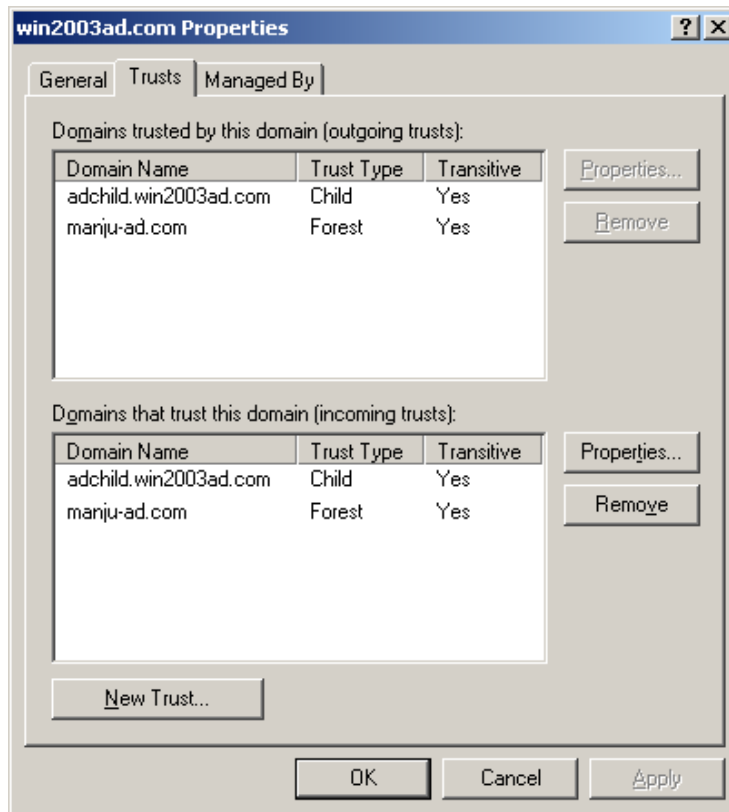 win2003ad.com Properties
General Trusts Managed By
Domains trusted by this domain (outgoing trusts):
Domain Name Trust Type Transitive
adchild.win2003ad.com Child Yes
manju-ad.com Forest Yes
Properties...
Remove
Domains that trust this domain (incoming trusts):
Domain Name Trust Type Transitive
adchild.win2003ad.com Child Yes
manju-ad.com Forest Yes
Properties...
Remove
New Trust...
OK Cancel Apply